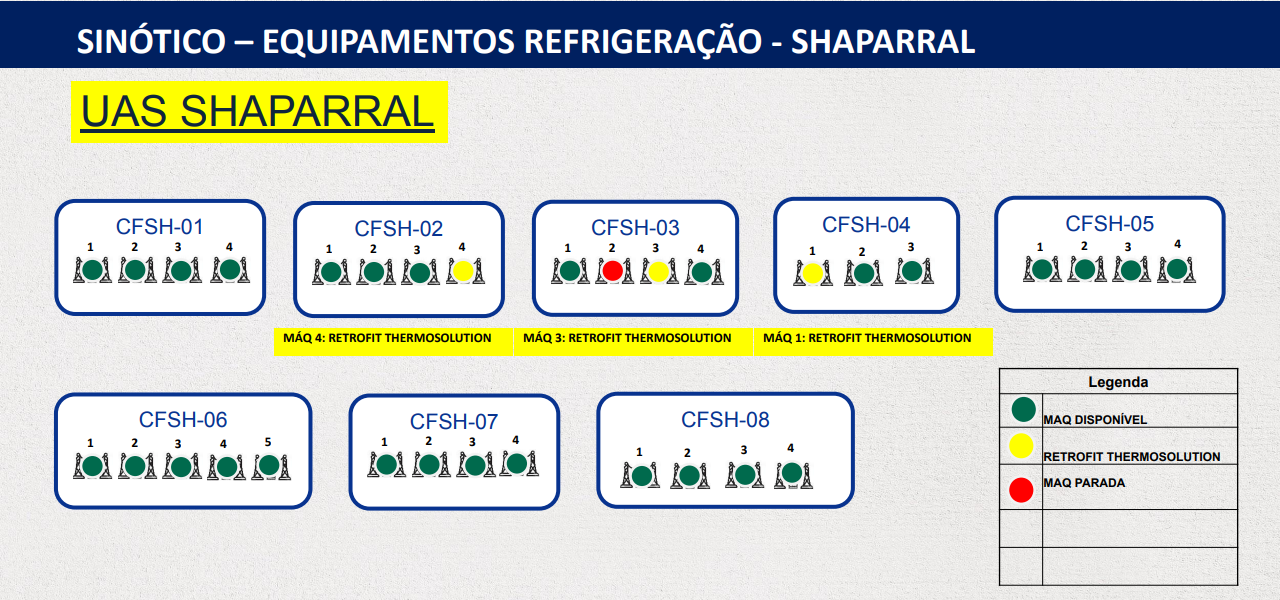 SINÓTICO – EQUIPAMENTOS REFRIGERAÇÃO - SHAPARRAL
UAS SHAPARRAL
CFSH-01
1 2 3 4
CFSH-02
1 2 3 4
CFSH-03
1 2 3 4
CFSH-04
1 2 3
CFSH-05
1 2 3 4
MÁQ 4: RETROFIT THERMOSOLUTION
MÁQ 3: RETROFIT THERMOSOLUTION
MÁQ 1: RETROFIT THERMOSOLUTION
CFSH-06
1 2 3 4 5
CFSH-07
1 2 3 4
CFSH-08
1 2 3 4
Legenda
MAQ DISPONÍVEL
RETROFIT THERMOSOLUTION
MAQ PARADA